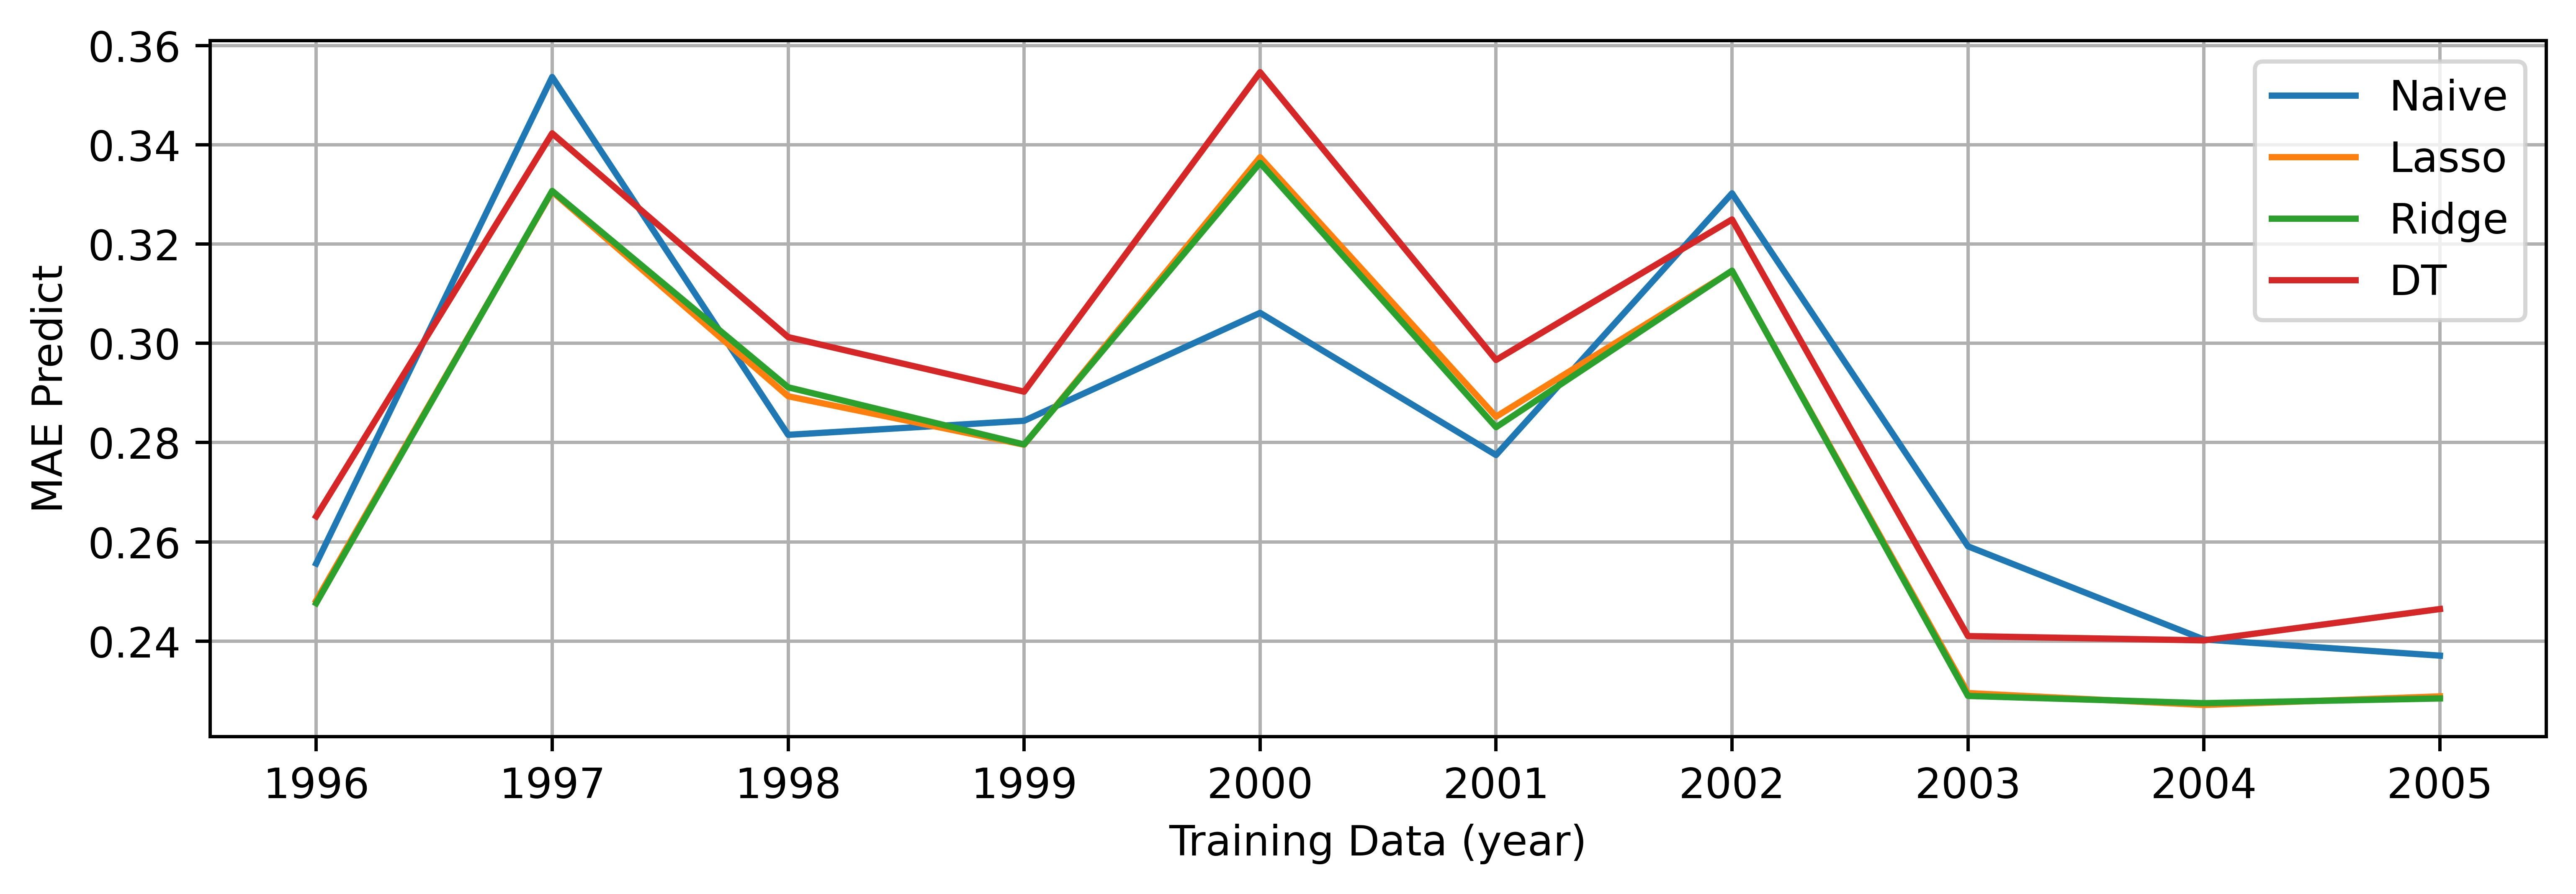 0.36
0.34
0.32
0.30
0.28
0.26
0.24
MAE Predict
Naive
Lasso
Ridge
DT
1996 1997 1998 1999 2000 2001 2002 2003 2004 2005
Training Data (year)